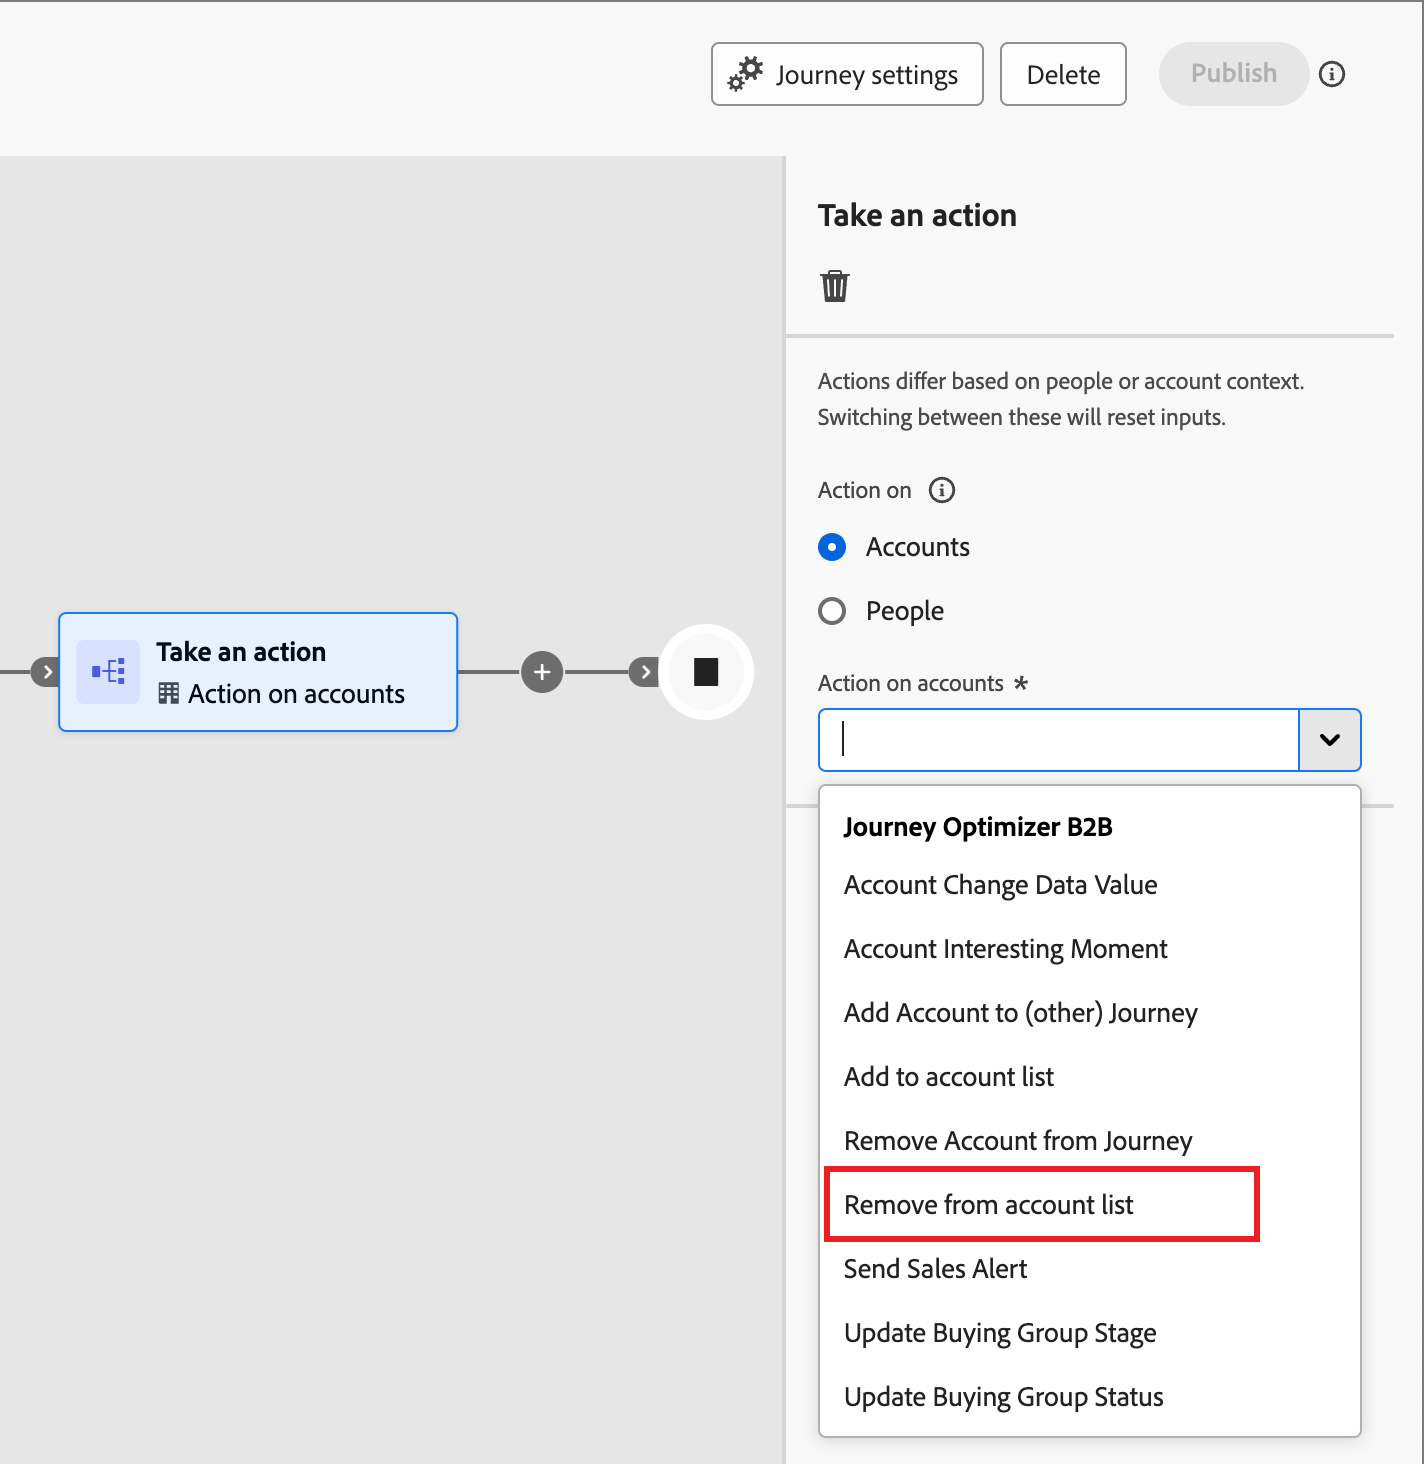 Journey settings
Delete
Publish
Take an action
Actions differ based on people or account context.
Switching between these will reset inputs.
Action on
Accounts
People
Take an action
Action on accounts
Action on accounts *
Journey Optimizer B2B
Account Change Data Value
Account Interesting Moment
Add Account to (other) Journey
Add to account list
Remove Account from Journey
Remove from account list
Send Sales Alert
Update Buying Group Stage
Update Buying Group Status